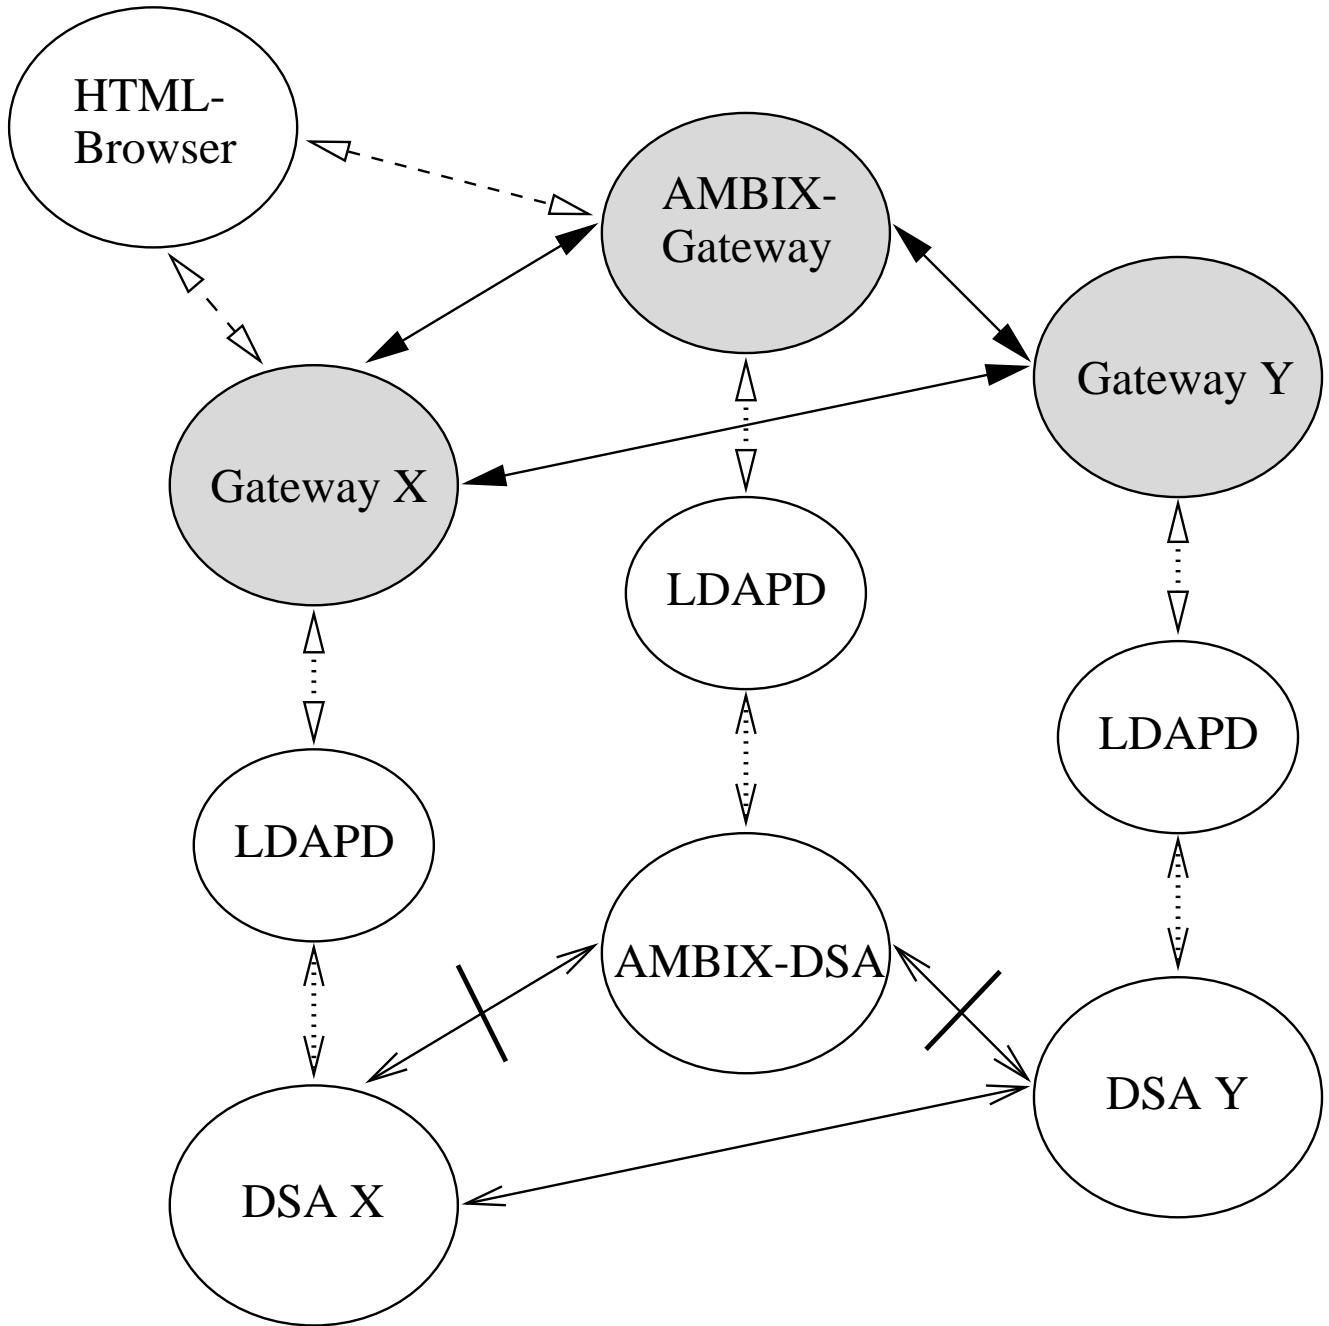 HTML-
Browser
AMBIX-
Gateway
Gateway Y
Gateway X
LDAPD
LDAPD
LDAPD
AMBIX-DSA
DSA Y
DSA X